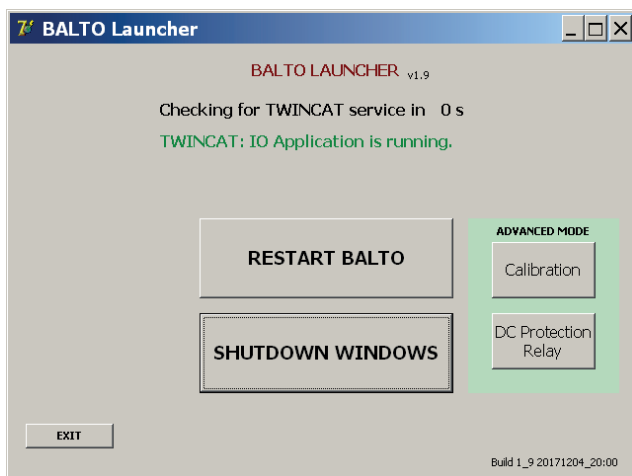 BALTO Launcher
BALTO LAUNCHER v1.9
Checking for TWINCAT service in 0 s
TWINCAT: IO Application is running.
RESTART BALTO
SHUTDOWN WINDOWS
ADVANCED MODE
Calibration
DC Protection
Relay
EXIT
Build 1_9 20171204_20:00